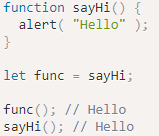 function sayHi() {
  alert( "Hello" );
}

let func = sayHi;

func(); // Hello
sayHi(); // Hello